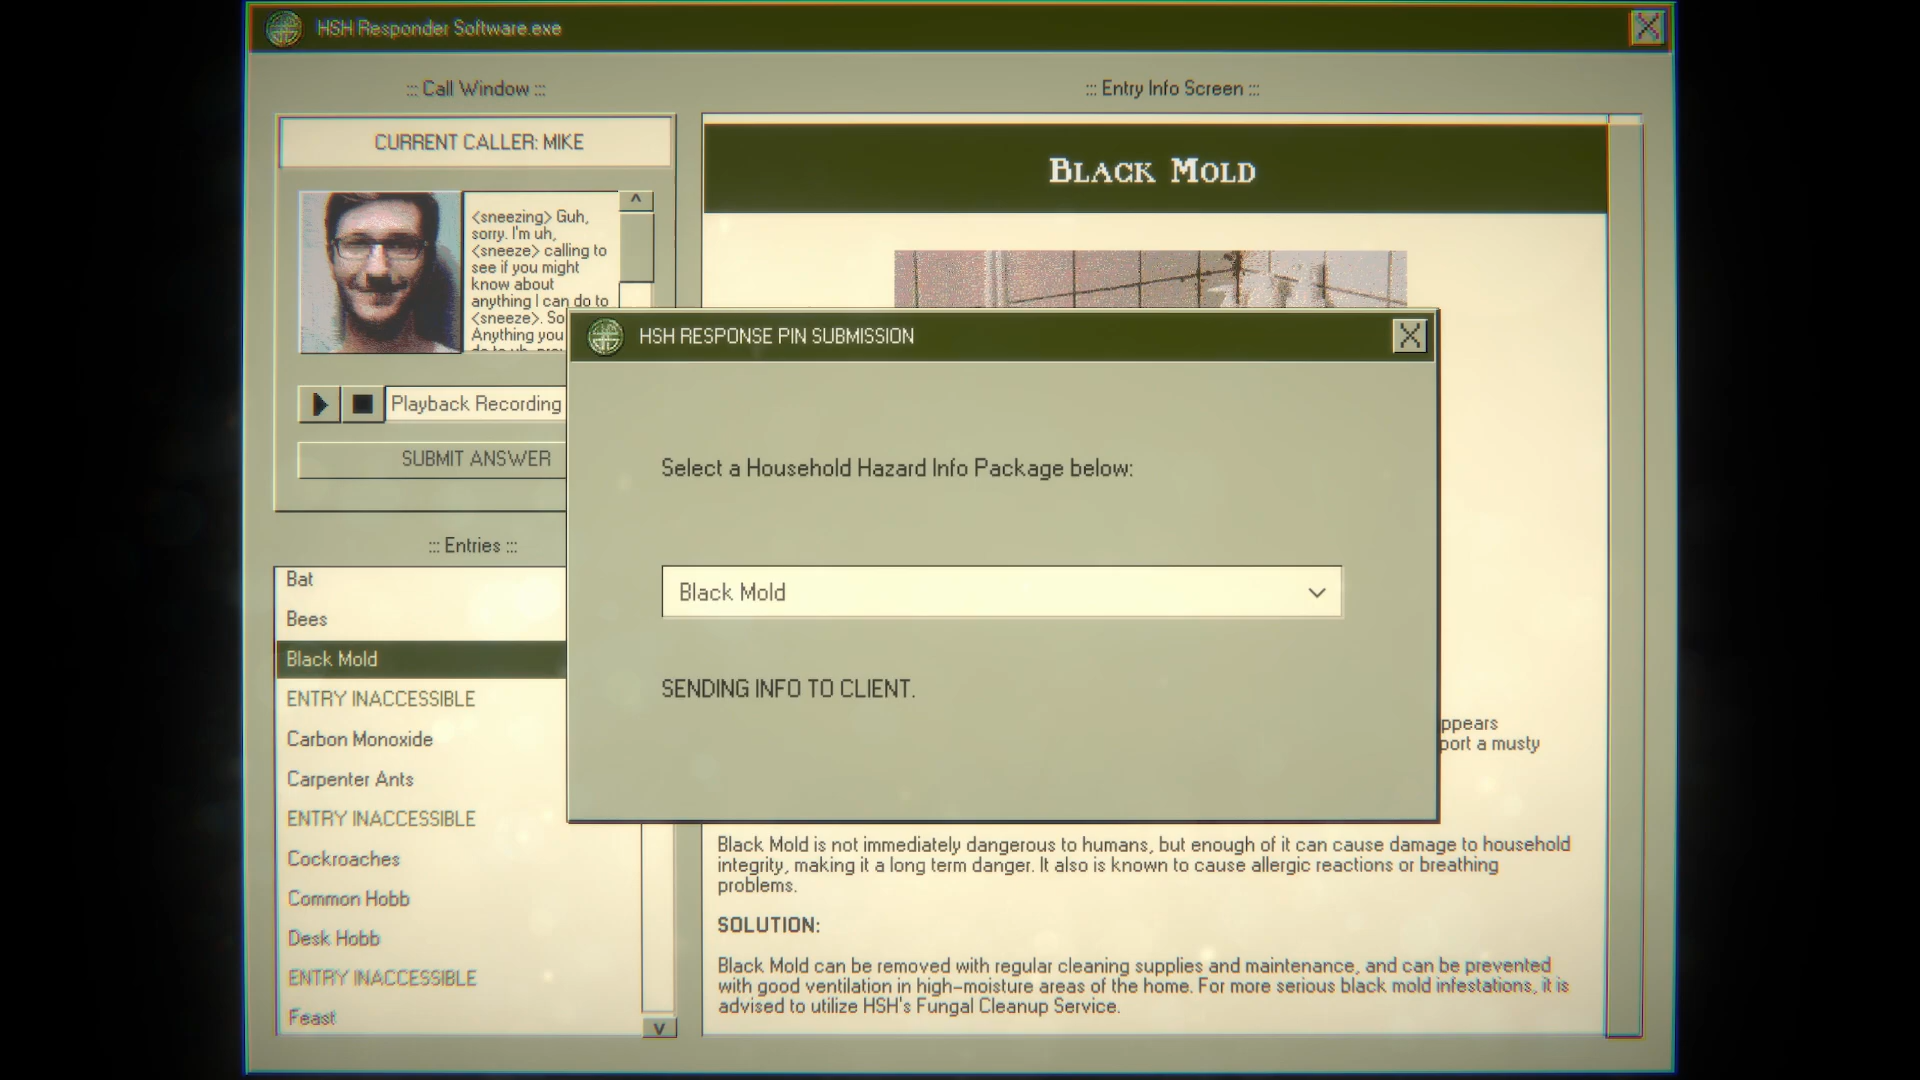 HSH Responder Software.exe
::: Call Window :::
CURRENT CALLER: MIKE
<sneezing> Guh,
sorry. I'm uh,
<sneeze> calling to
see if you might
know about
anything I can do to
<sneeze>. So
Anything you
Playback Recording
SUBMIT ANSWER
::: Entries :::
Bat
Bees
Black Mold
ENTRY INACCESSIBLE
Carbon Monoxide
Carpenter Ants
ENTRY INACCESSIBLE
Cockroaches
Common Hobb
Desk Hobb
ENTRY INACCESSIBLE
Feast
::: Entry Info Screen :::
BLACK MOLD
HSH RESPONSE PIN SUBMISSION
Select a Household Hazard Info Package below:
Black Mold
SENDING INFO TO CLIENT.
ppears
port a musty
Black Mold is not immediately dangerous to humans, but enough of it can cause damage to household
integrity, making it a long term danger. It also is known to cause allergic reactions or breathing
problems.
SOLUTION:
Black Mold can be removed with regular cleaning supplies and maintenance, and can be prevented
with good ventilation in high-moisture areas of the home. For more serious black mold infestations, it is
advised to utilize HSH's Fungal Cleanup Service.